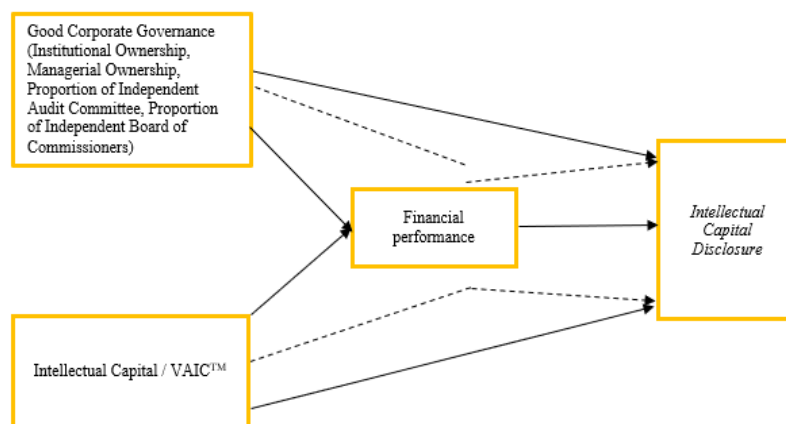 Good Corporate Governance
(Institutional Ownership,
Managerial Ownership,
Proportion of Independent
Audit Committee, Proportion
of Independent Board of
Commissioners)
Financial
performance
Intellectual
Capital
Disclosure
Intellectual Capital / VAIC™